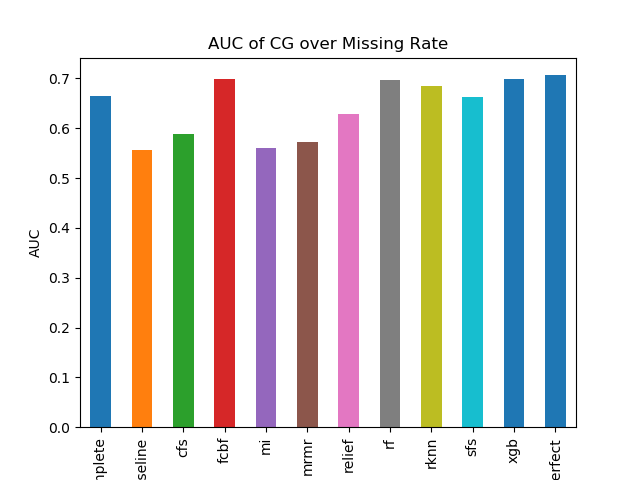 AUC of CG over Missing Rate
0.7
0.6
0.5
0.4
0.3
0.2
0.1
0.0
AUC
nplete
seline
cfs
fcbf
mi
mrmr
relief
rf
rknn
sfs
xgb
erfect